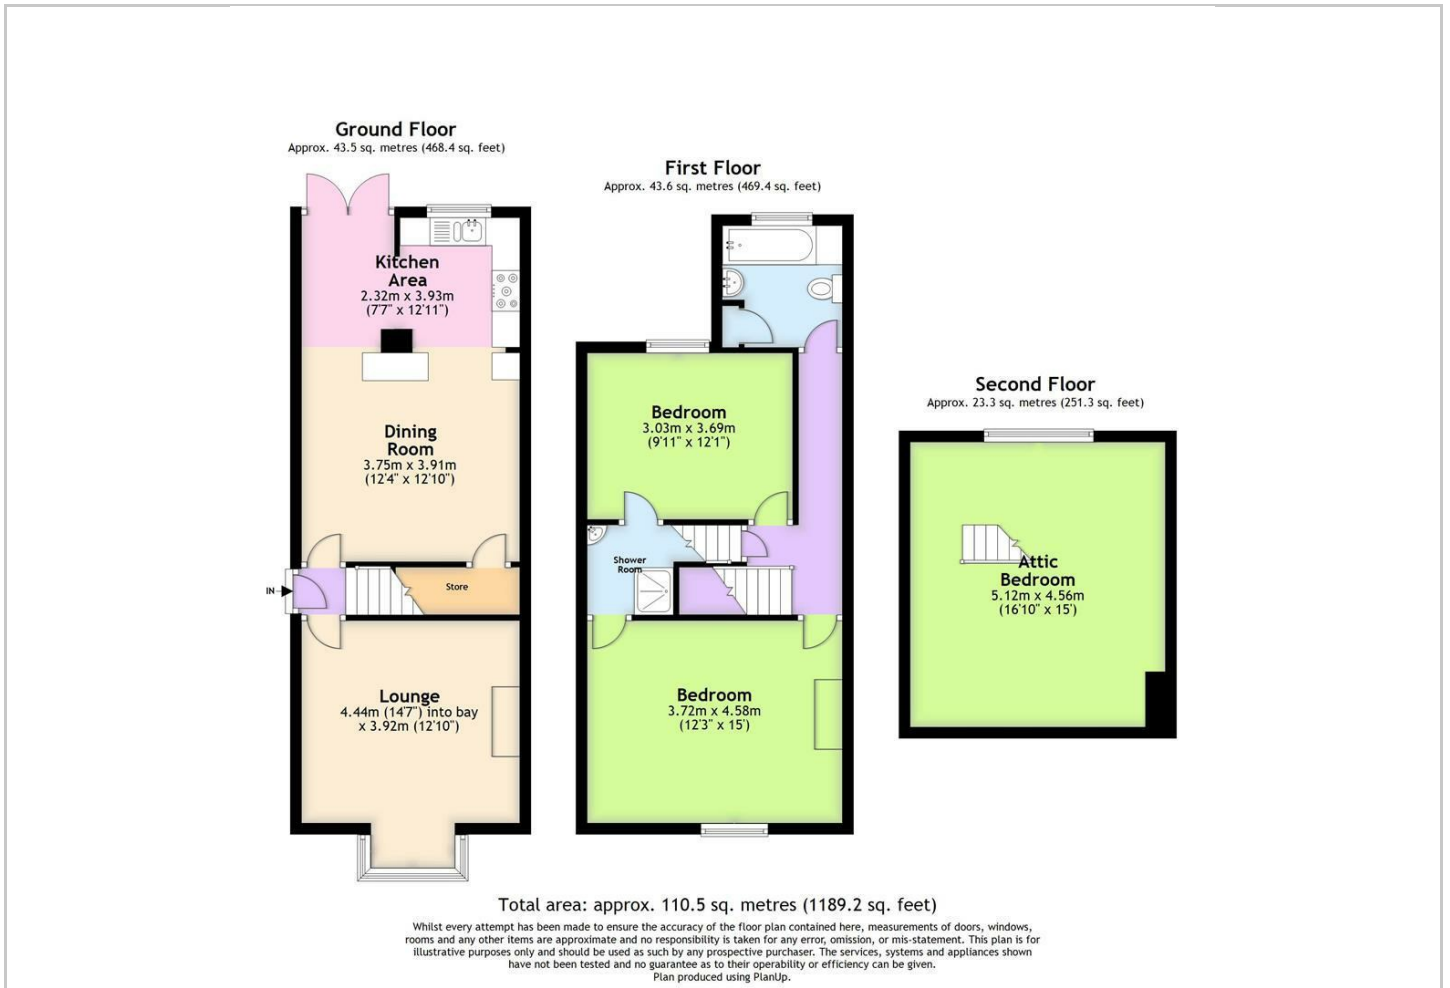 Ground Floor
Approx. 43.5 sq. metres (468.4 sq. feet)
Kitchen
Area
2.32m x 3.93m
(7'7" x 12'11")
Dining
Room
3.75m x 3.91m
(12'4" x 12'10")
IN
Store
Lounge
4.44m (14'7") into bay
x 3.92m (12'10")
First Floor
Approx. 43.6 sq. metres (469.4 sq. feet)
Bedroom
3.03m x 3.69m
(9'11" x 12'1")
Shower
Room
Bedroom
3.72m x 4.58m
(12'3" x 15')
Second Floor
Approx. 23.3 sq. metres (251.3 sq. feet)
Attic
Bedroom
5.12m x 4.56m
(16'10" x 15')
Total area: approx. 110.5 sq. metres (1189.2 sq. feet)
Whilst every attempt has been made to ensure the accuracy of the floor plan contained here, measurements of doors, windows,
rooms and any other items are approximate and no responsibility is taken for any error, omission, or mis-statement. This plan is for
illustrative purposes only and should be used as such by any prospective purchaser. The services, systems and appliances shown
have not been tested and no guarantee as to their operability or efficiency can be given.
Plan produced using PlanUp.